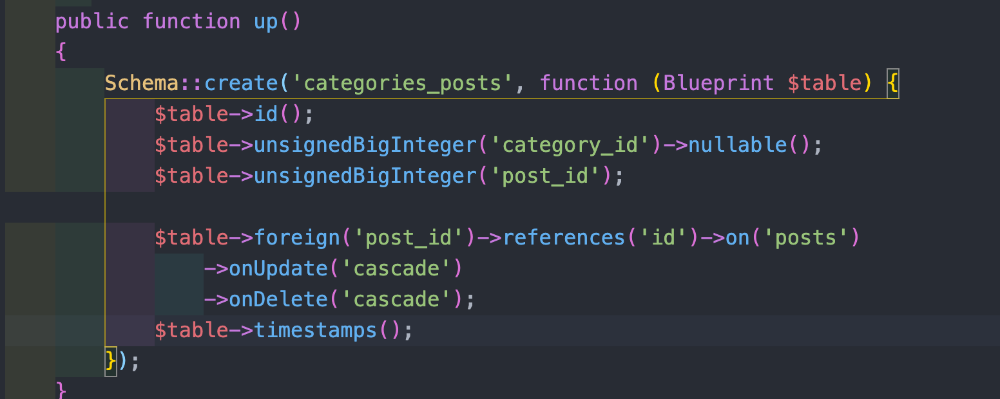 public function up()
{
Schema::create('categories_posts', function (Blueprint $table) {
$table->id();
$table->unsignedBigInteger('category_id')->nullable();
$table->unsignedBigInteger('post_id');
$table->foreign('post_id')->references('id')->on('posts')
->onUpdate('cascade')
->onDelete('cascade');
$table->timestamps();
});
}